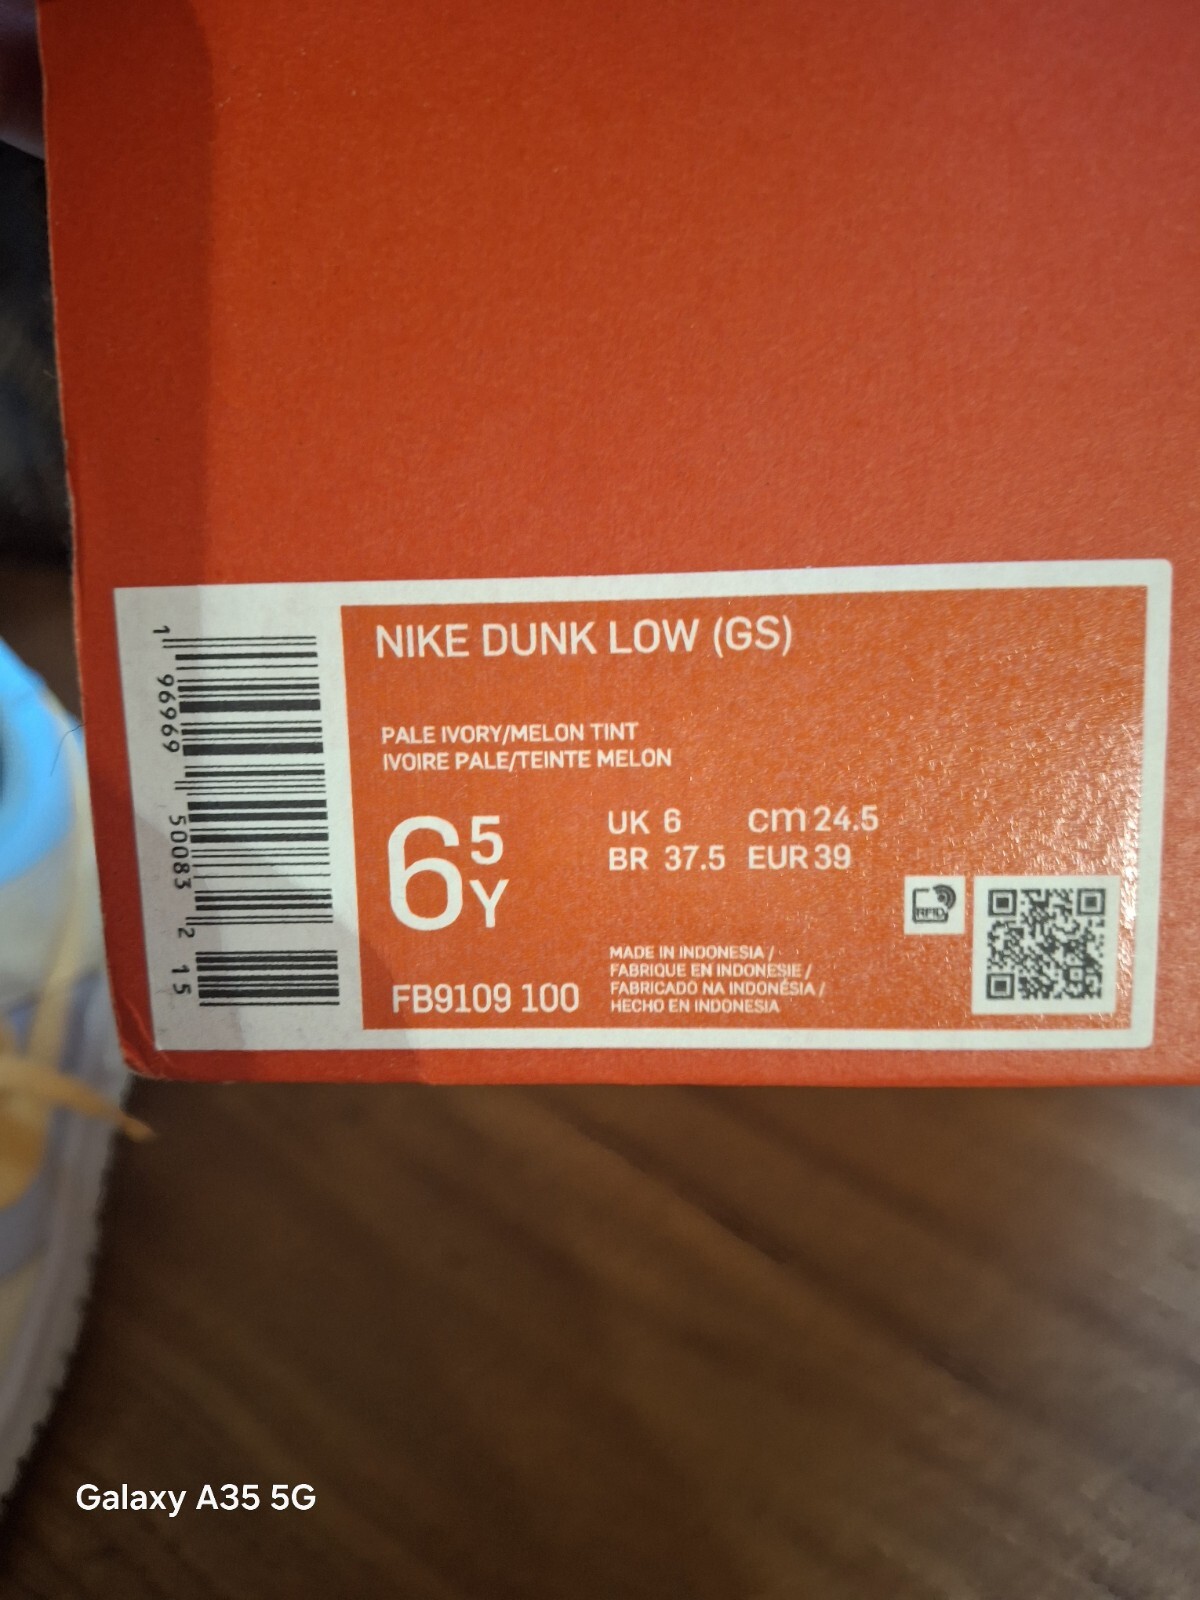 NIKE DUNK LOW (GS)
PALE IVORY/MELON TINT
IVOIRE PALE/TEINTE MELON
6 5 Y
UK 6 cm 24.5
BR 37.5 EUR 39
RFID
MADE IN INDONESIA /
FABRIQUE EN INDONESIE /
FABRICADO NA INDONÉSIA /
HECHO EN INDONESIA
FB9109 100
1 96969 50083 2 15
Galaxy A35 5G